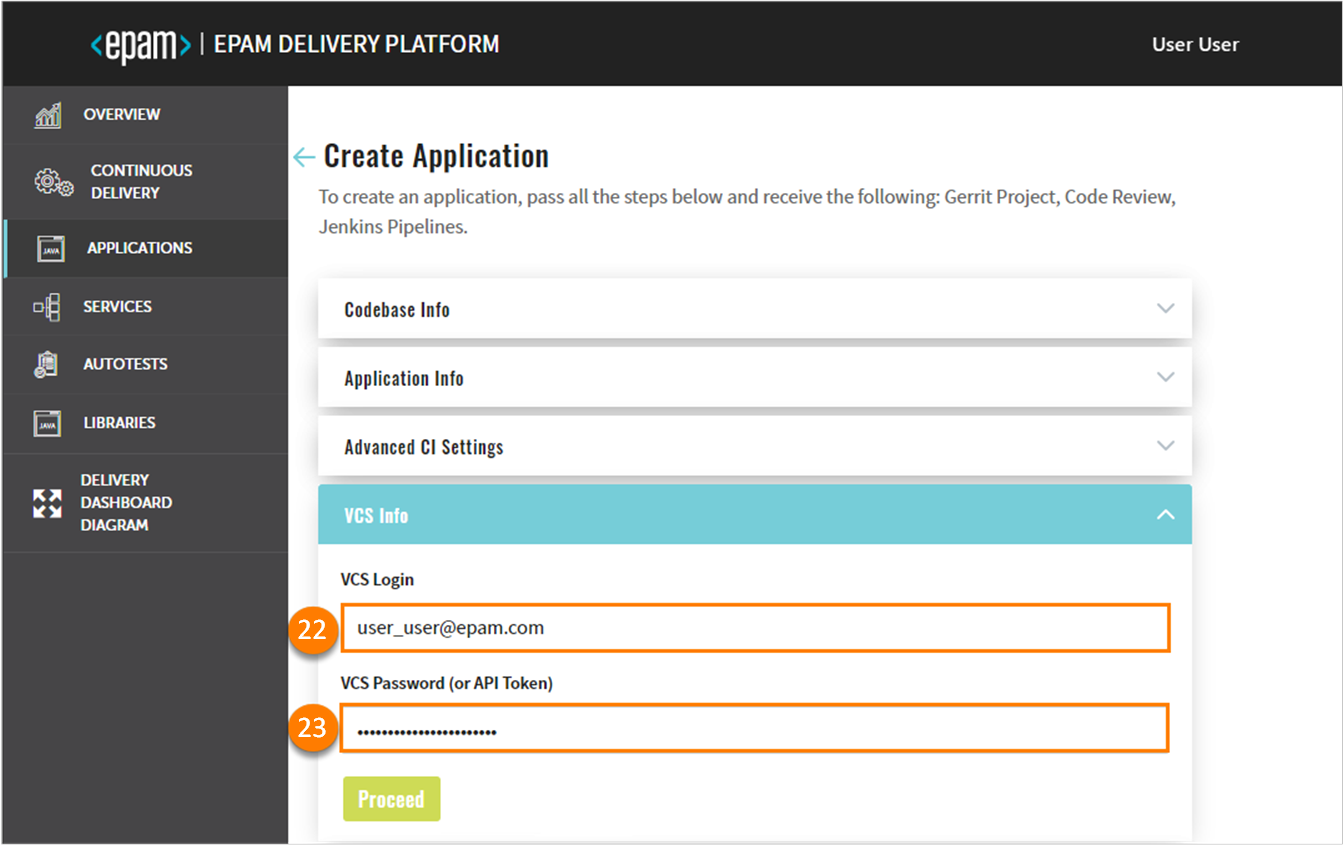 <epam> | EPAM DELIVERY PLATFORM
User User
OVERVIEW
CONTINUOUS
DELIVERY
JAVA
APPLICATIONS
SERVICES
AUTOTESTS
JAVA
LIBRARIES
DELIVERY
DASHBOARD
DIAGRAM
Create Application
To create an application, pass all the steps below and receive the following: Gerrit Project, Code Review,
Jenkins Pipelines.
Codebase Info
Application Info
Advanced CI Settings
VCS Info
VCS Login
22
user_user@epam.com
VCS Password (or API Token)
23
•••••••••••••••••••••••
Proceed